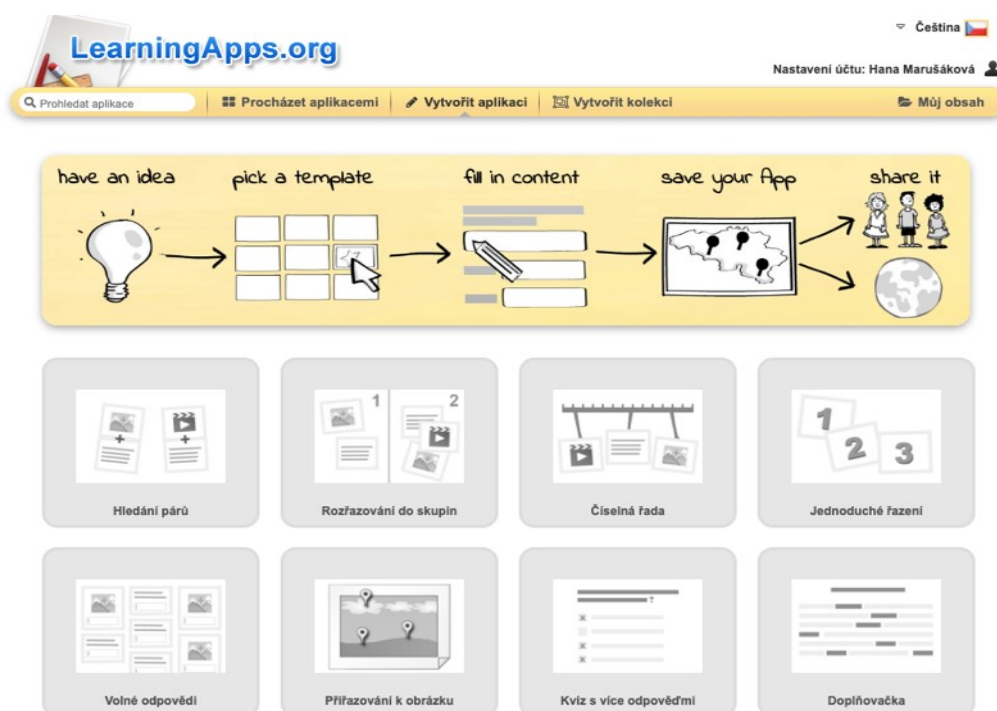 LearningApps.org
Čeština
Nastavení účtu: Hana Marušáková
Prohledat aplikace
Procházet aplikacemi
Vytvořit aplikaci
Vytvořit kolekci
Můj obsah
have an idea
pick a template
fill in content
save your App
share it
1
2
1
2
3
Hledání párů
Rozřazování do skupin
Číselná řada
Jednoduché řazení
?
Volné odpovědi
Přiřazování k obrázku
Kvíz s více odpověďmi
Doplňovačka